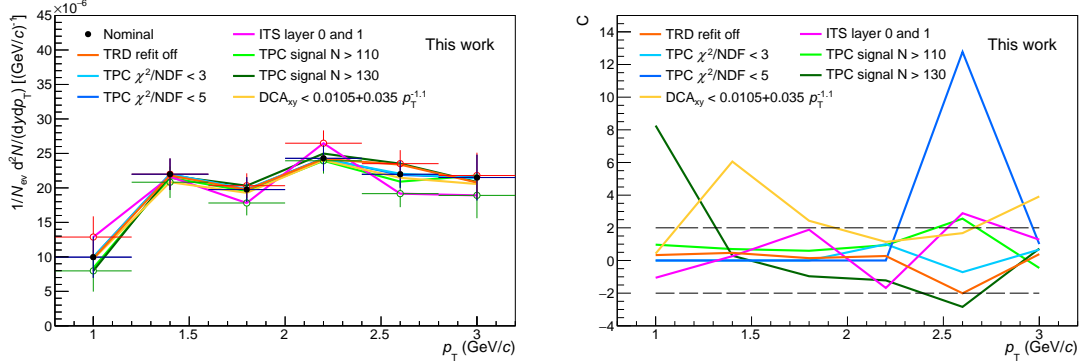 45 ×10⁻⁶
40
35
30
25
20
15
10
5
0
1/N_ev d²N/(dydp_T) [(GeV/c)⁻¹]
Nominal
TRD refit off
TPC χ²/NDF < 3
TPC χ²/NDF < 5
ITS layer 0 and 1
TPC signal N > 110
TPC signal N > 130
DCA_xy < 0.0105+0.035 p_T^-1.1
This work
1 1.5 2 2.5 3
p_T (GeV/c)
C
14
12
10
8
6
4
2
0
−2
−4
TRD refit off
TPC χ²/NDF < 3
TPC χ²/NDF < 5
ITS layer 0 and 1
TPC signal N > 110
TPC signal N > 130
DCA_xy < 0.0105+0.035 p_T^-1.1
This work
1 1.5 2 2.5 3
p_T (GeV/c)